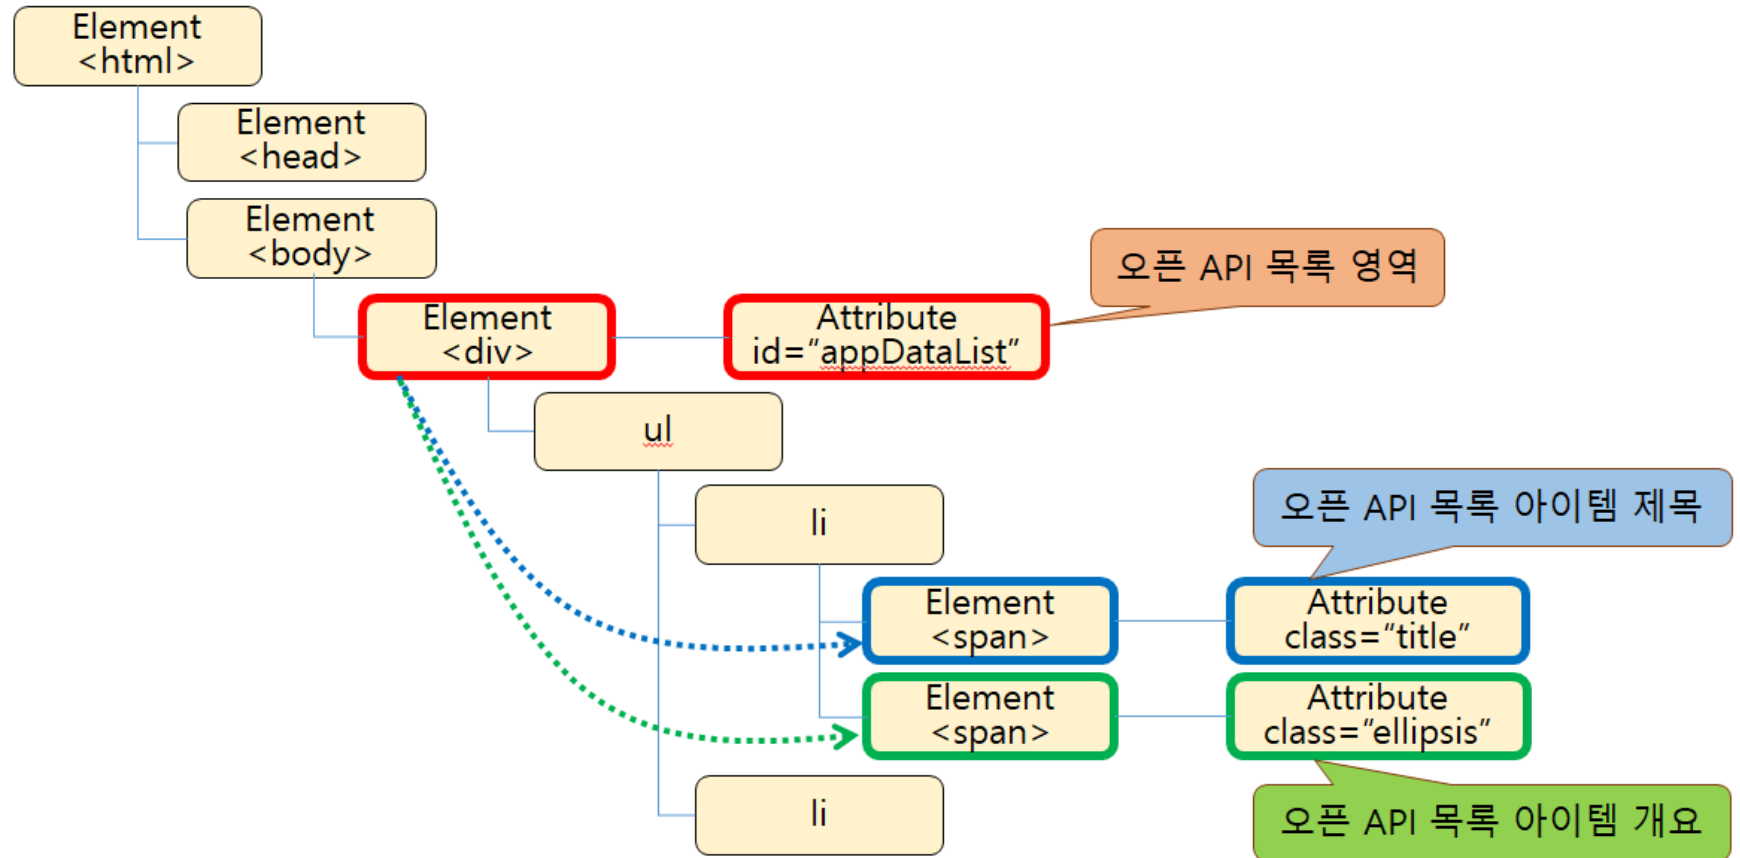 Element
<html>
Element
<head>
Element
<body>
오픈 API 목록 영역
Element
<div>
Attribute
id=“appDataList”
ul
li
오픈 API 목록 아이템 제목
Element
<span>
Attribute
class=“title”
Element
<span>
Attribute
class=“ellipsis”
li
오픈 API 목록 아이템 개요